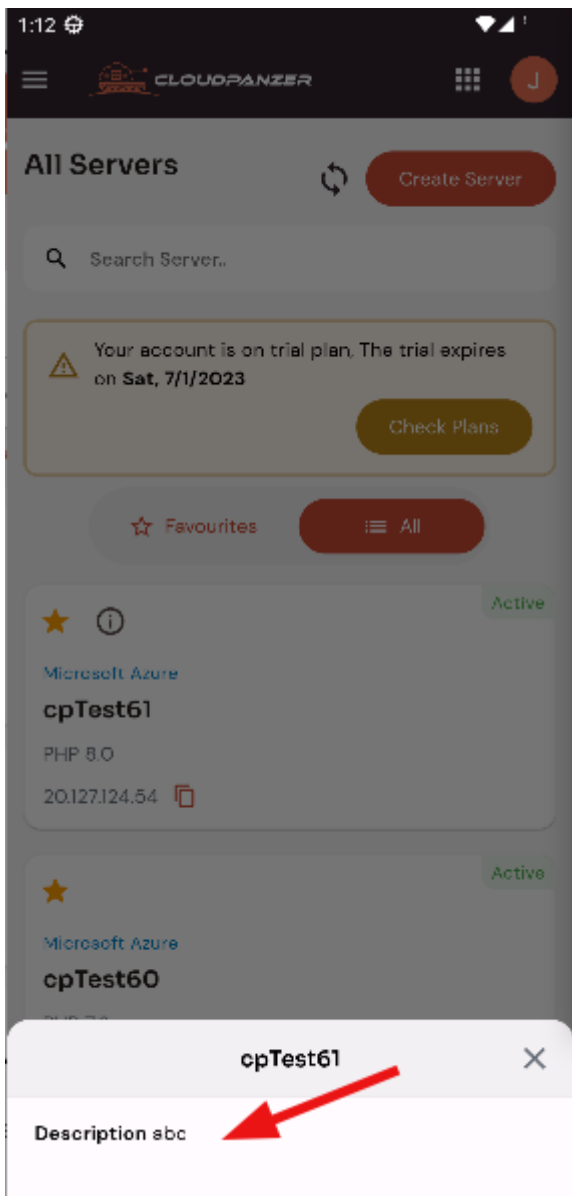 1:12
CLOUDPANZER
J
All Servers
Create Server
Search Server..
Your account is on trial plan, The trial expires
on Sat, 7/1/2023
Check Plans
Favourites
All
Active
Microsoft Azure
cpTest61
PHP 8.0
20.127.124.54
Active
Microsoft Azure
cpTest60
cpTest61
Description abc